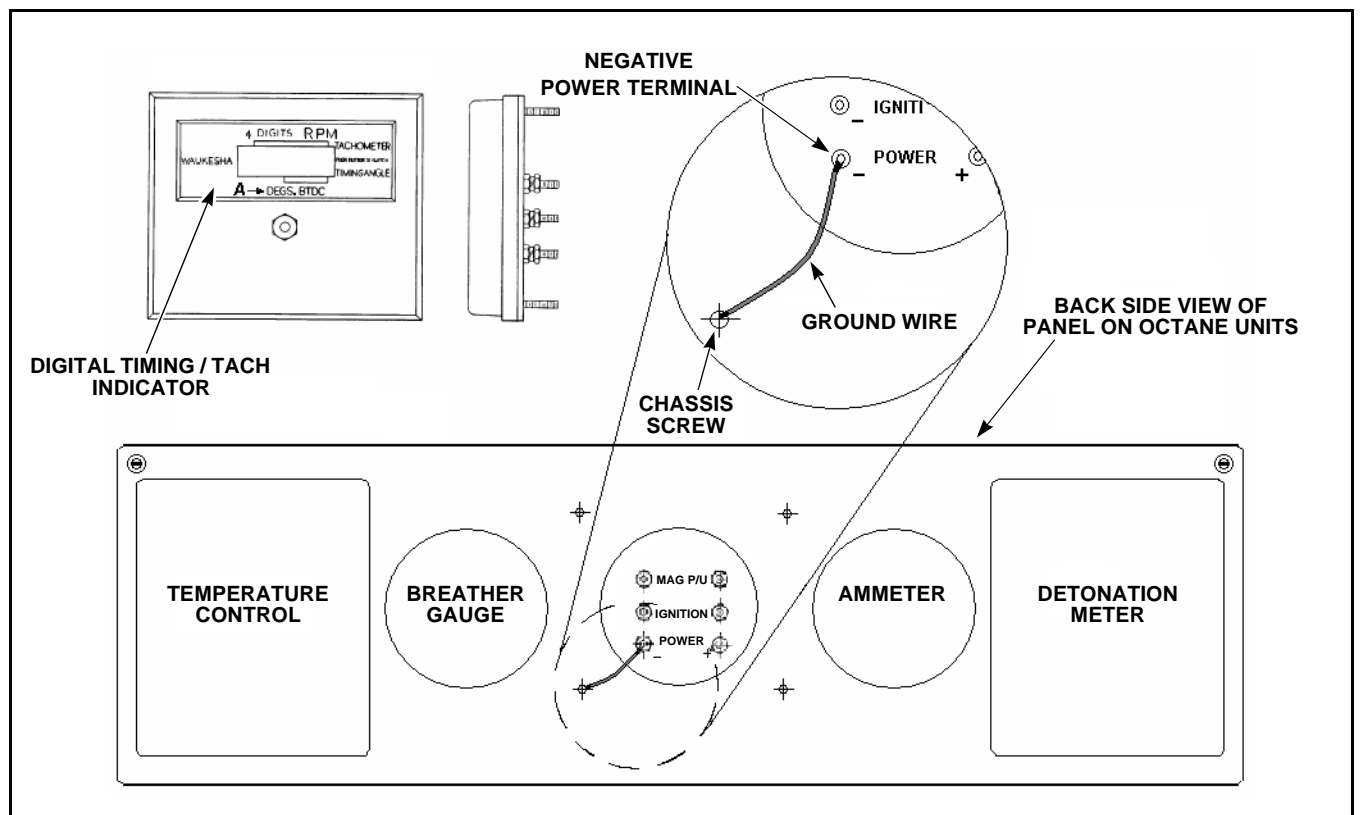 NEGATIVE
POWER TERMINAL
IGNITI
-
POWER
-
+
4 DIGITS RPM
TACHOMETER
WAUKESHA
TIMING ANGLE
A → DEGS. BTDC
GROUND WIRE
BACK SIDE VIEW OF
PANEL ON OCTANE UNITS
DIGITAL TIMING / TACH
INDICATOR
CHASSIS
SCREW
TEMPERATURE
CONTROL
BREATHER
GAUGE
MAG P/U
IGNITION
POWER
- +
AMMETER
DETONATION
METER